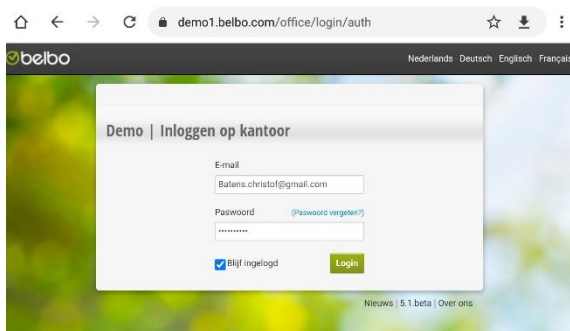 demo1.belbo.com/office/login/auth
belbo
Nederlands Deutsch Englisch Français
Demo | Inloggen op kantoor
E-mail
Batens.christof@gmail.com
Paswoord (Paswoord vergeten?)
••••••••••
Blijf ingelogd Login
Nieuws | 5.1.beta | Over ons